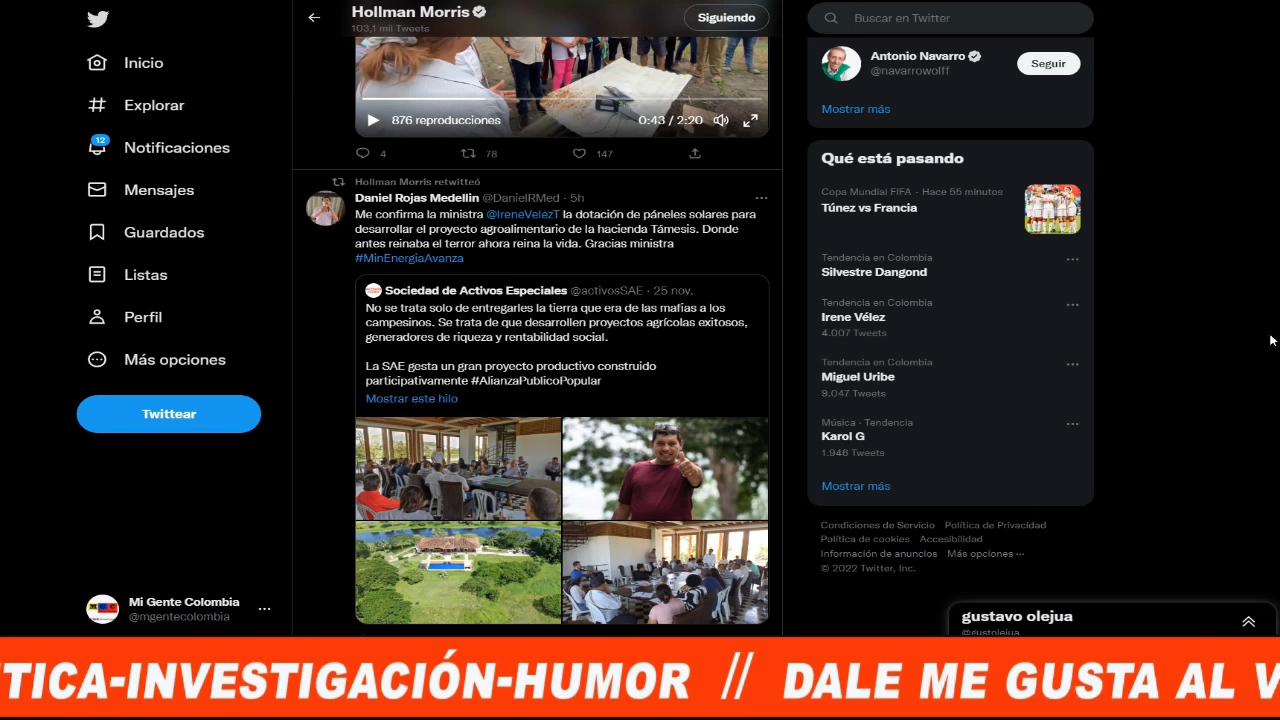 Inicio
Explorar
12
Notificaciones
Mensajes
Guardados
Listas
Perfil
Más opciones
Twittear
Mi Gente Colombia
@mgentecolombia
Hollman Morris
103,1 mil Tweets
Siguiendo
876 reproducciones
0:43 / 2:20
4
78
147
Hollman Morris retwitteó
Daniel Rojas Medellin @DanielRMed · 5h
Me confirma la ministra @IreneVelezT la dotación de páneles solares para
desarrollar el proyecto agroalimentario de la hacienda Támesis. Donde
antes reinaba el terror ahora reina la vida. Gracias ministra
#MinEnergiaAvanza
Sociedad de Activos Especiales @activosSAE · 25 nov.
No se trata solo de entregarles la tierra que era de las mafias a los
campesinos. Se trata de que desarrollen proyectos agrícolas exitosos,
generadores de riqueza y rentabilidad social.
La SAE gesta un gran proyecto productivo construido
participativamente #AlianzaPublicoPopular
Mostrar este hilo
Buscar en Twitter
Antonio Navarro
@navarrowolff
Seguir
Mostrar más
Qué está pasando
Copa Mundial FIFA · Hace 55 minutos
Túnez vs Francia
Tendencia en Colombia
Silvestre Dangond
Tendencia en Colombia
Irene Vélez
4.007 Tweets
Tendencia en Colombia
Miguel Uribe
9.047 Tweets
Música · Tendencia
Karol G
1.946 Tweets
Mostrar más
Condiciones de Servicio Política de Privacidad
Política de cookies Accesibilidad
Información de anuncios Más opciones ···
© 2022 Twitter, Inc.
gustavo olejua
@gustolejua
TICA-INVESTIGACIÓN-HUMOR // DALE ME GUSTA AL V